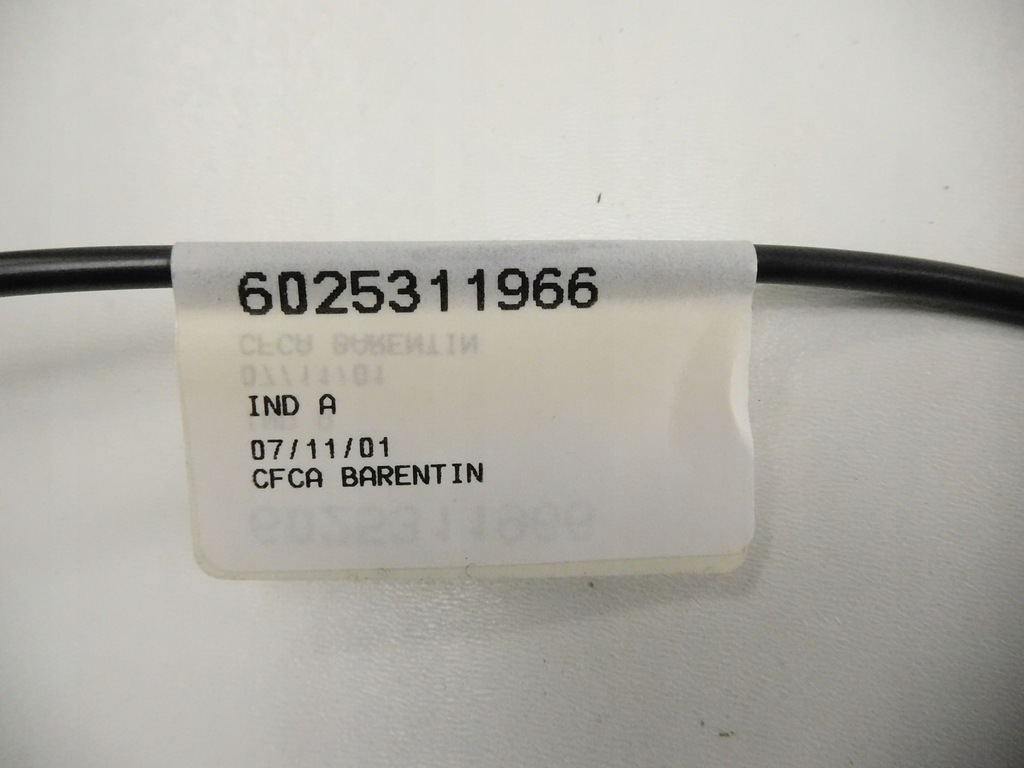 6025311966
IND A
07/11/01
CFCA BARENTIN